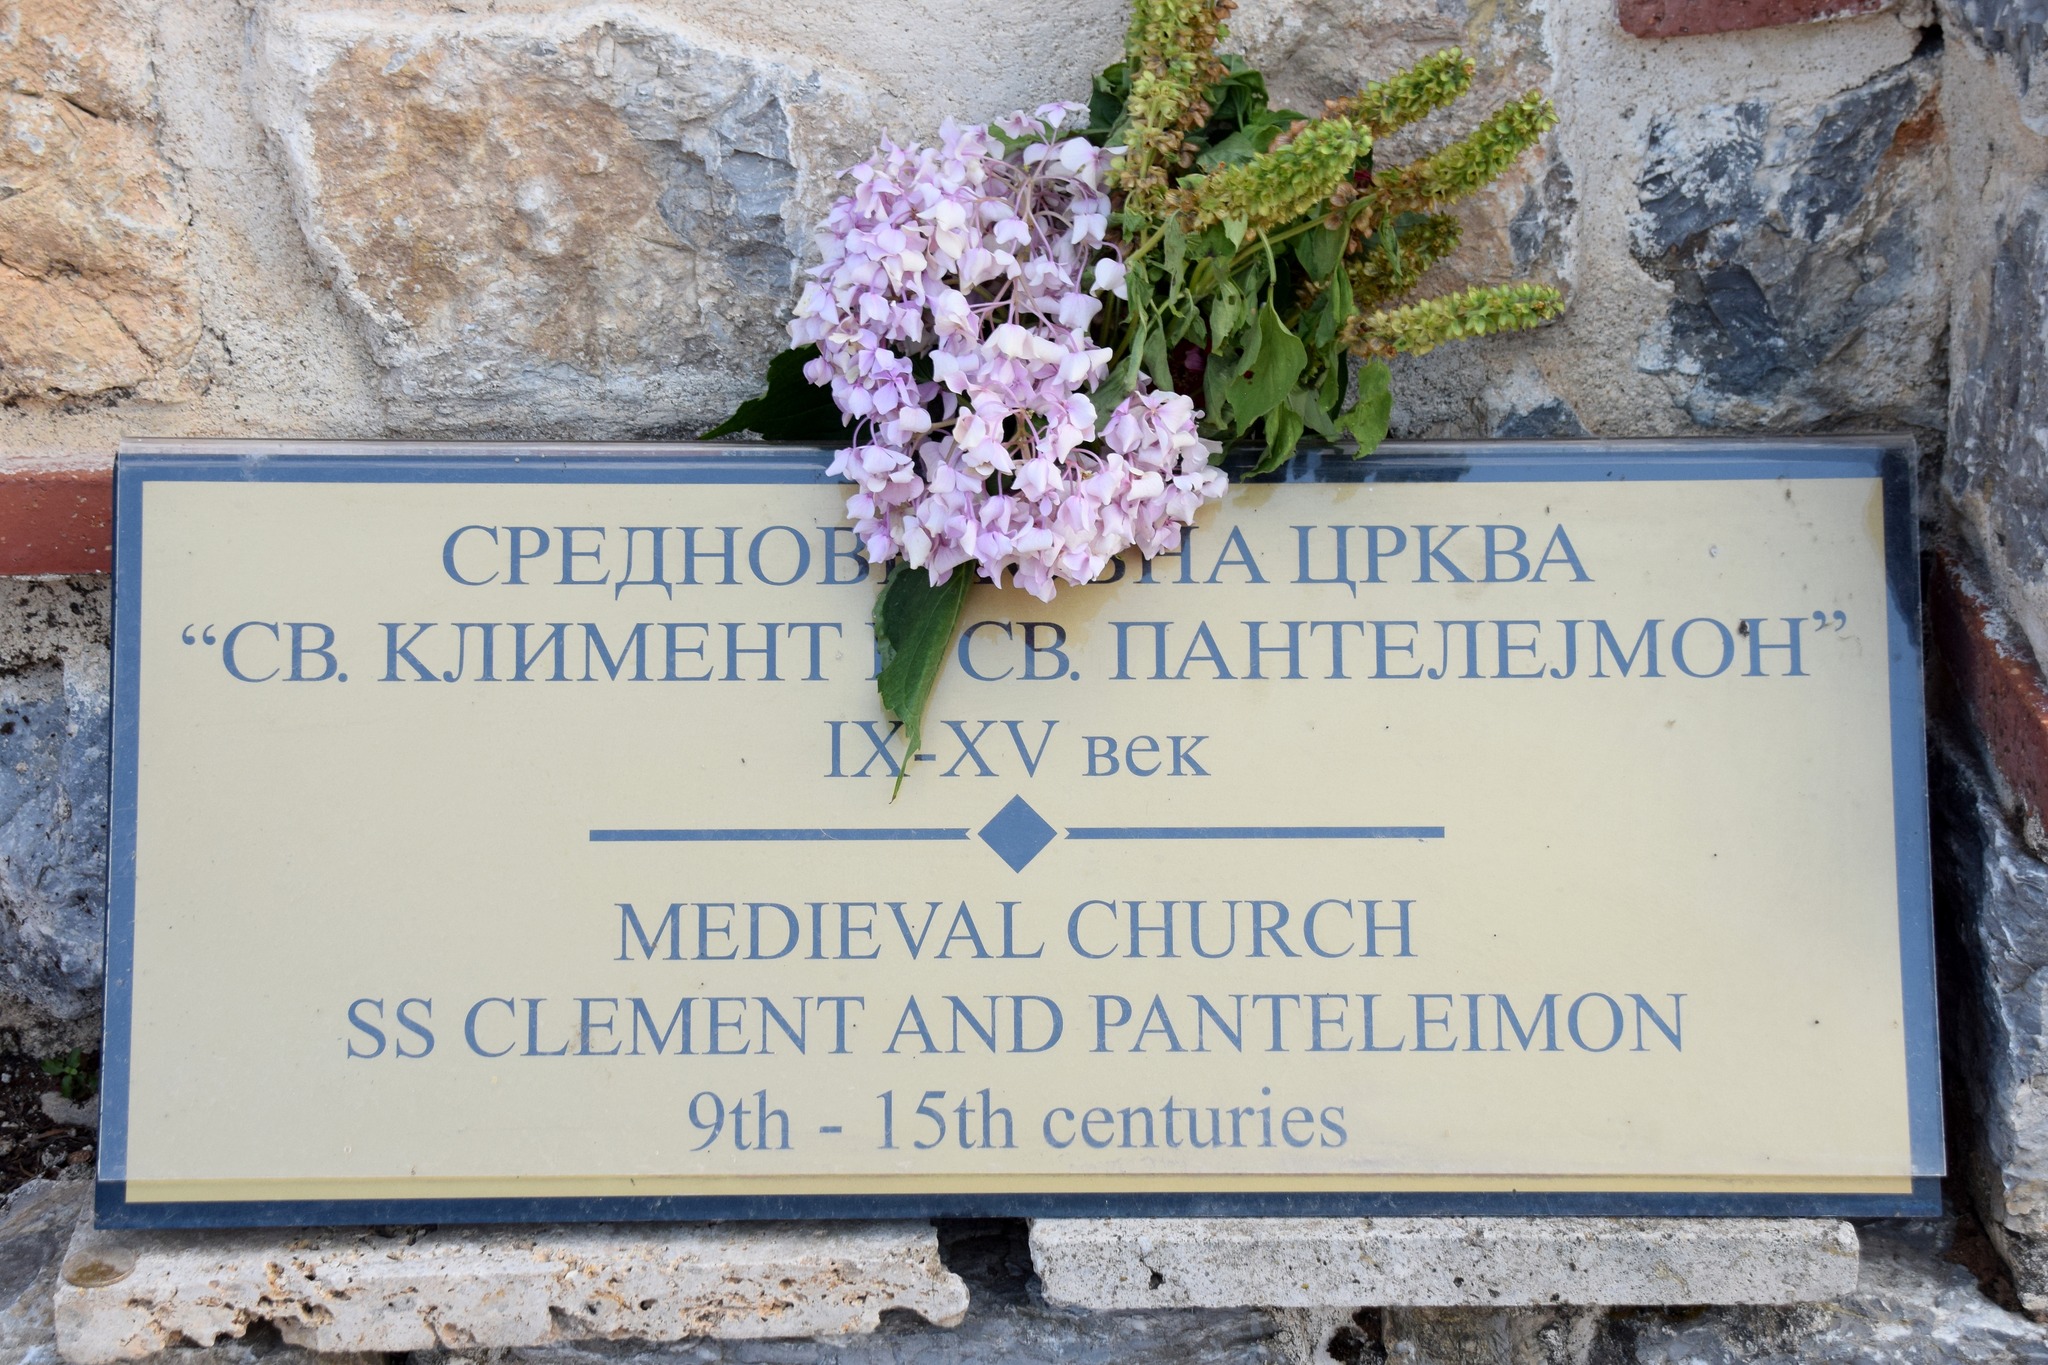 ЦРКВА
“СВ. КЛИМЕНТ СВ. ПАНТЕЛЕЈМОН”
IX-XV век
MEDIEVAL CHURCH
SS CLEMENT AND PANTELEIMON
9th - 15th centuries